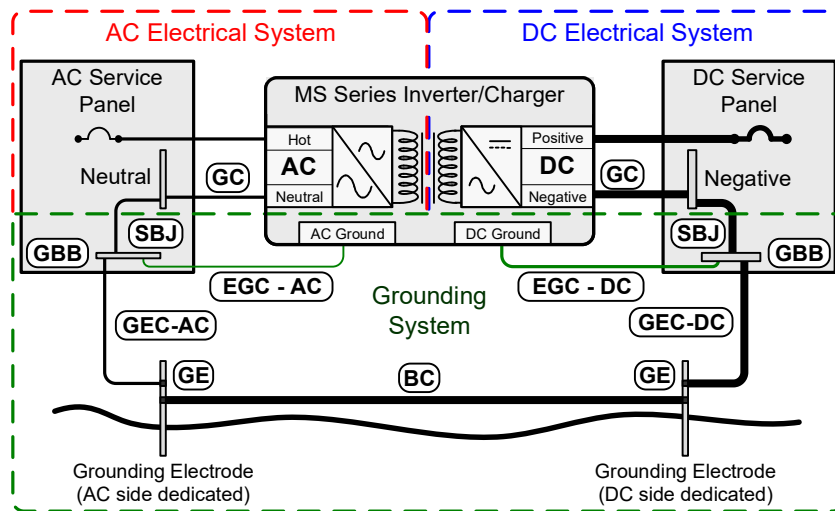 AC Electrical System
DC Electrical System
AC Service
Panel
MS Series Inverter/Charger
DC Service
Panel
Hot
AC
Neutral
Positive
DC
Negative
Neutral
GC
GC
Negative
SBJ
SBJ
GBB
GBB
AC Ground
DC Ground
EGC - AC
EGC - DC
Grounding
System
GEC-AC
GEC-DC
GE
BC
GE
Grounding Electrode
(AC side dedicated)
Grounding Electrode
(DC side dedicated)